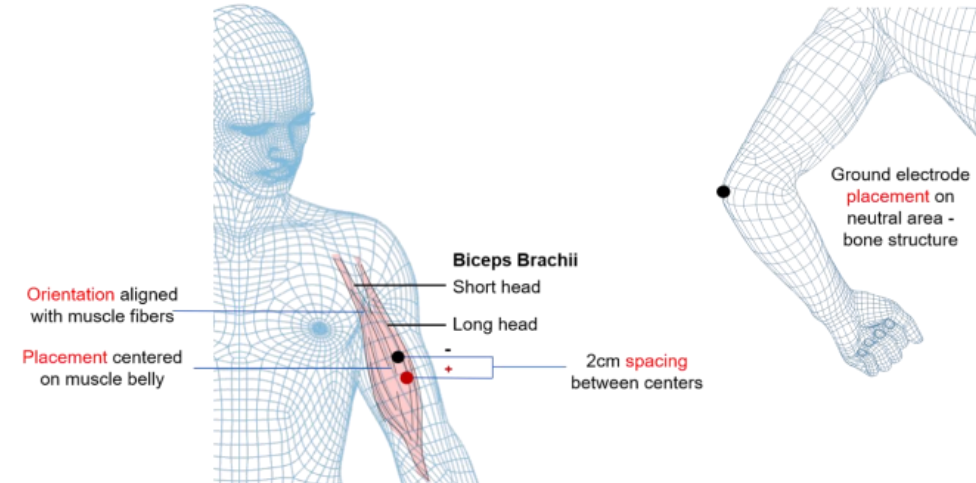 Ground electrode
placement on
neutral area -
bone structure
Biceps Brachii
Short head
Orientation aligned
with muscle fibers
Long head
Placement centered
on muscle belly
-
+
2cm spacing
between centers